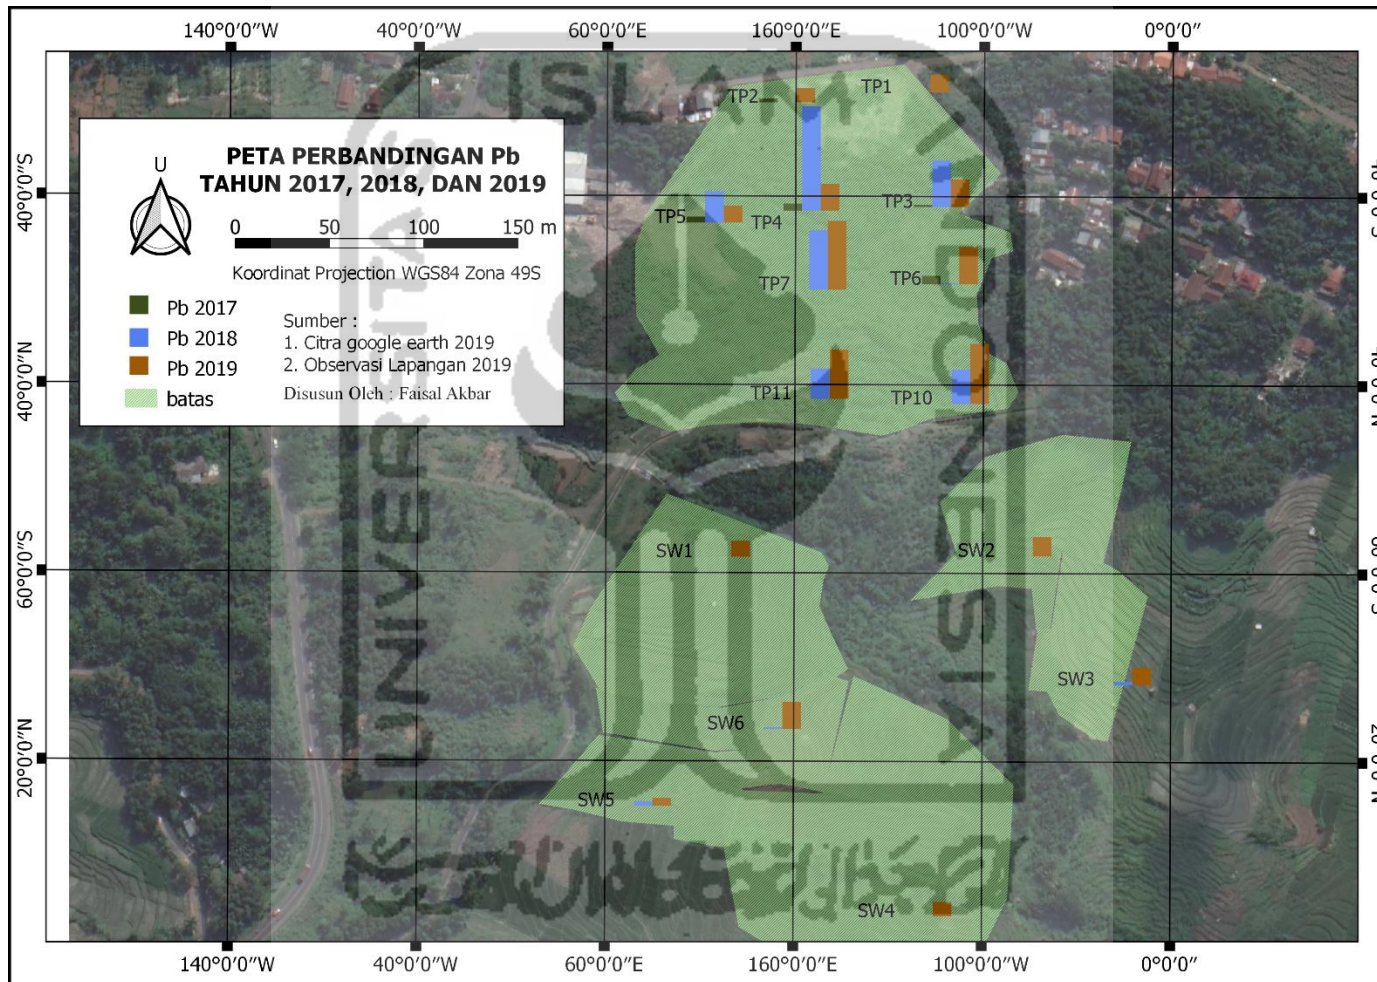 140°0'0"W 40°0'0"W 60°0'0"E 160°0'0"E 100°0'0"W 0°0'0"
PETA PERBANDINGAN Pb
TAHUN 2017, 2018, DAN 2019
U
0 50 100 150 m
Koordinat Projection WGS84 Zona 49S
Pb 2017
Pb 2018
Pb 2019
batas
Sumber :
1. Citra google earth 2019
2. Observasi Lapangan 2019
Disusun Oleh : Faisal Akbar
40°0'0"S
40°0'0"N
60°0'0"S
20°0'0"N
ISLAM
UNIVERSITAS
INDONESIA
TP1
TP2
TP3
TP4
TP5
TP6
TP7
TP10
TP11
SW1
SW2
SW3
SW6
SW5
SW4
140°0'0"W 40°0'0"W 60°0'0"E 160°0'0"E 100°0'0"W 0°0'0"